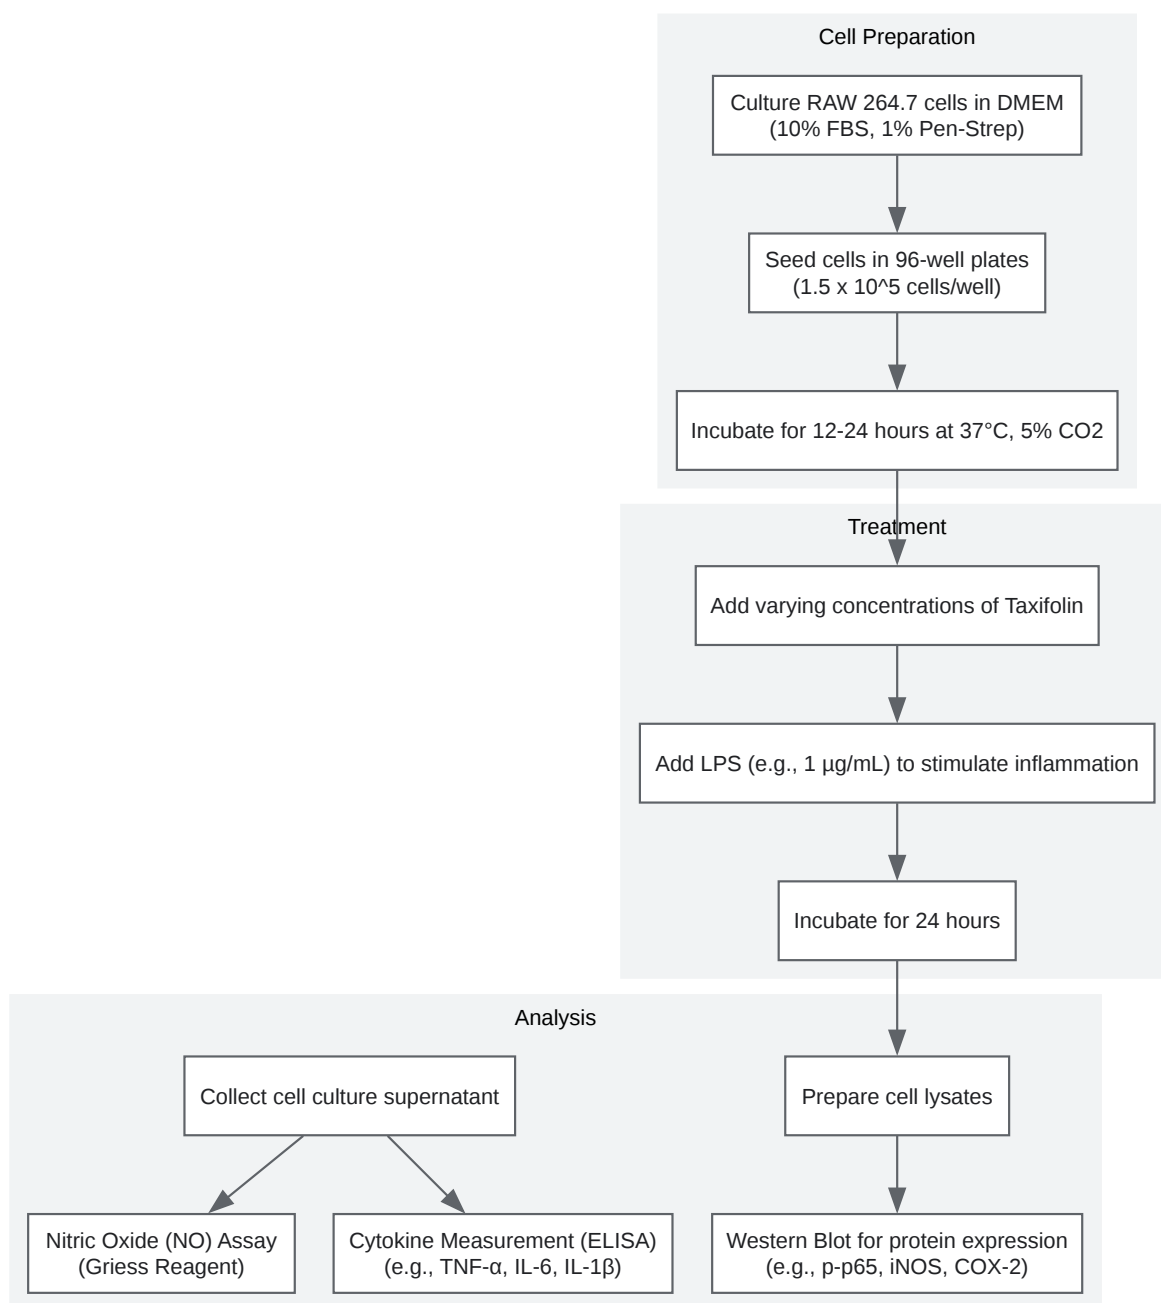 Cell Preparation
Culture RAW 264.7 cells in DMEM
(10% FBS, 1% Pen-Strep)
Seed cells in 96-well plates
(1.5 x 10^5 cells/well)
Incubate for 12-24 hours at 37°C, 5% CO2
Treatment
Add varying concentrations of Taxifolin
Add LPS (e.g., 1 µg/mL) to stimulate inflammation
Incubate for 24 hours
Analysis
Collect cell culture supernatant
Prepare cell lysates
Nitric Oxide (NO) Assay
(Griess Reagent)
Cytokine Measurement (ELISA)
(e.g., TNF-α, IL-6, IL-1β)
Western Blot for protein expression
(e.g., p-p65, iNOS, COX-2)